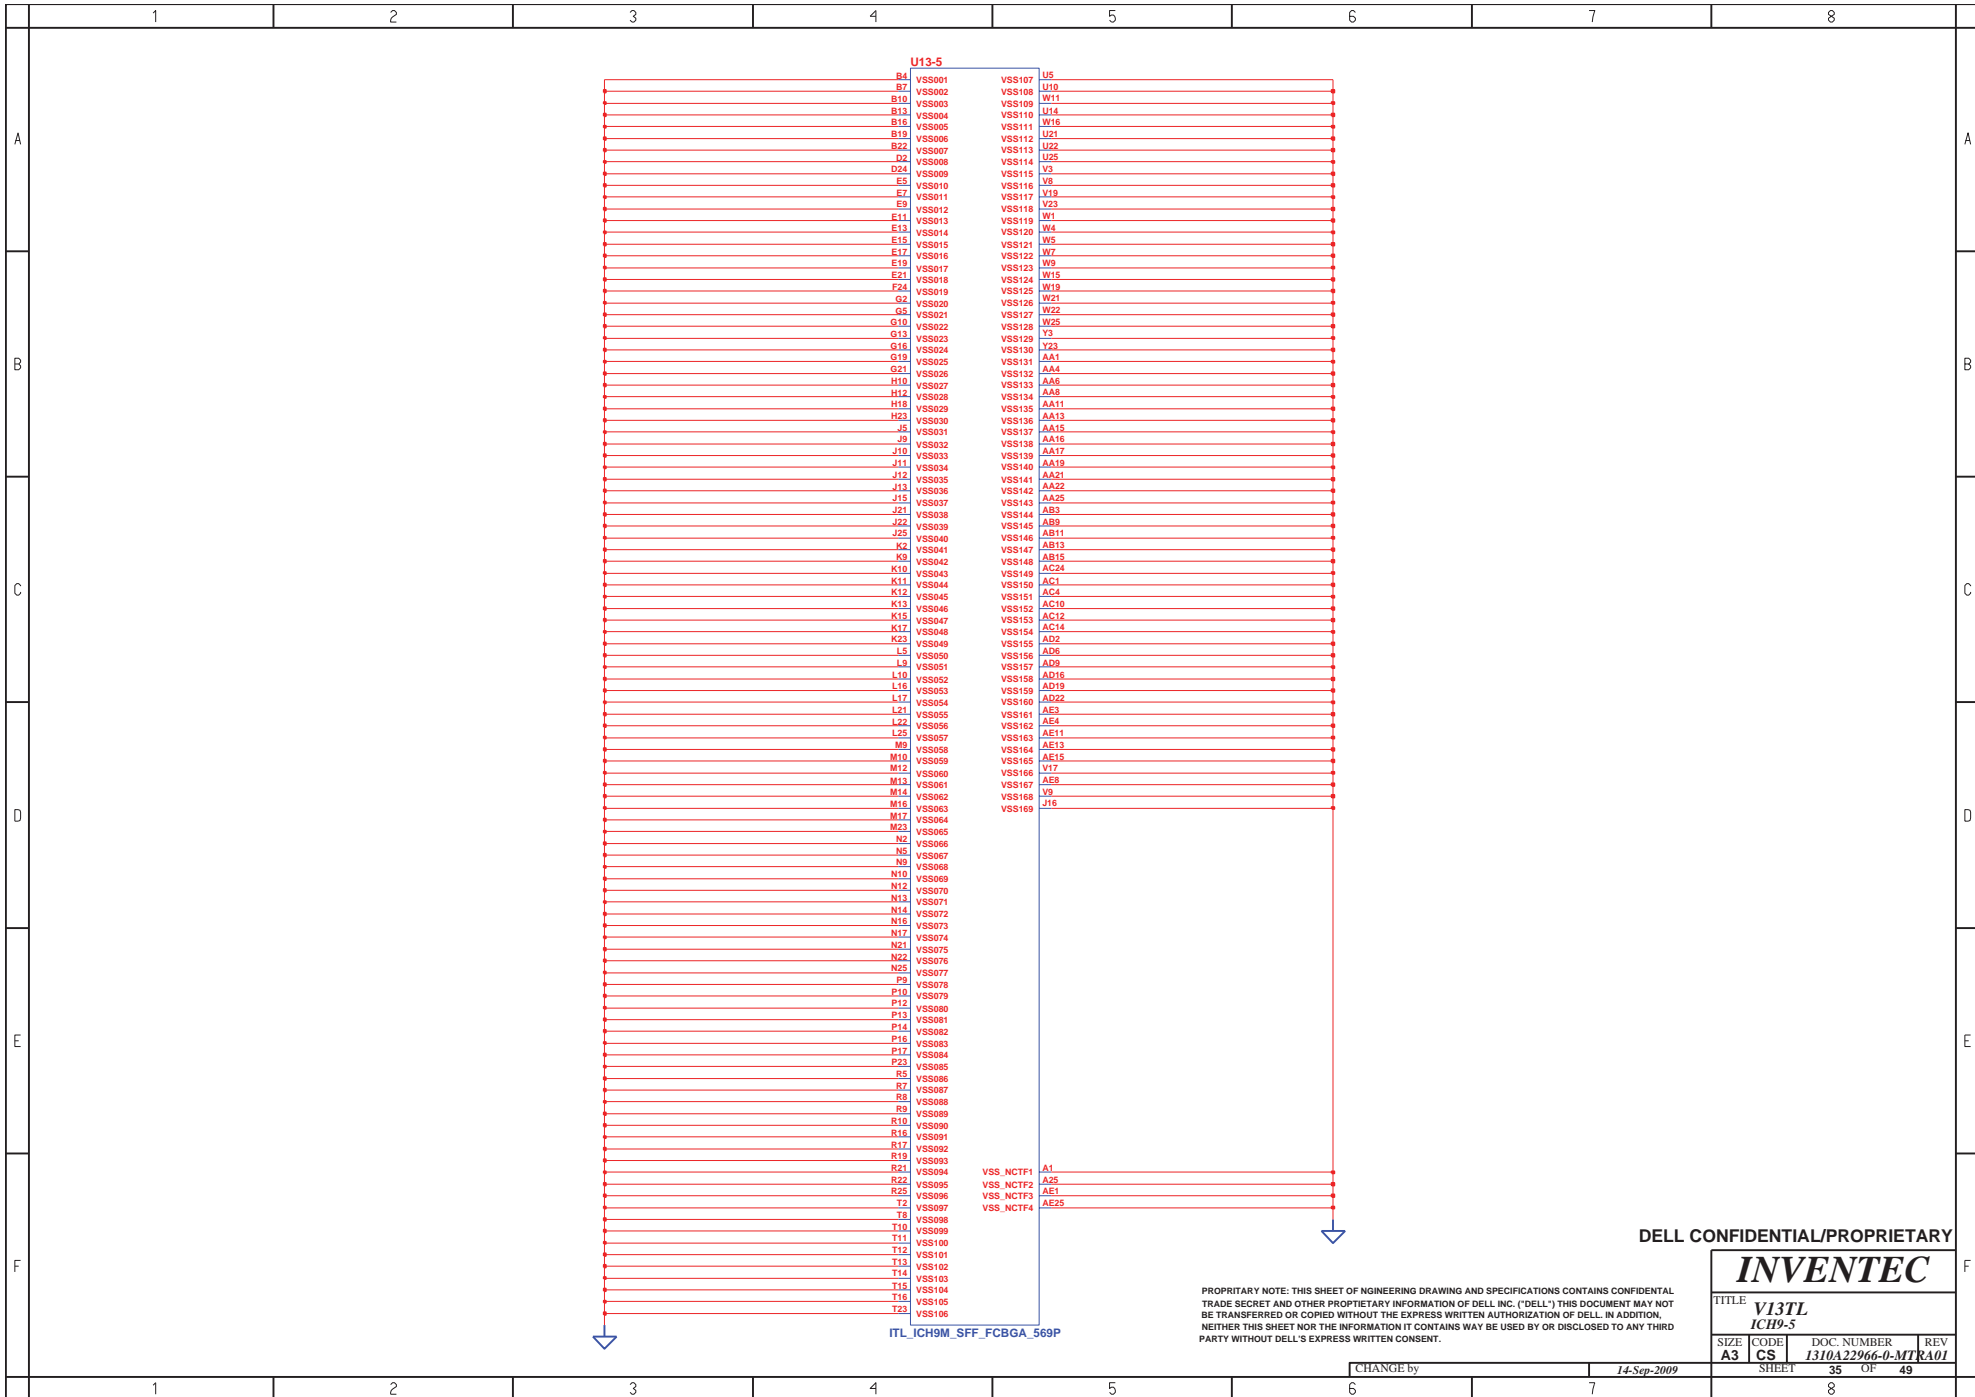 1 2 3 4 5 6 7 8
U13-5
B4 VSS001 VSS107 U5
B7 VSS002 VSS108 U10
B10 VSS003 VSS109 W11
B13 VSS004 VSS110 U14
B16 VSS005 VSS111 W16
A B19 VSS006 VSS112 U21 A
B22 VSS007 VSS113 U22
D2 VSS008 VSS114 U25
D24 VSS009 VSS115 V3
E5 VSS010 VSS116 V8
E7 VSS011 VSS117 V19
E9 VSS012 VSS118 V23
E11 VSS013 VSS119 W1
E13 VSS014 VSS120 W4
E15 VSS015 VSS121 W5
E17 VSS016 VSS122 W7
E19 VSS017 VSS123 W9
E21 VSS018 VSS124 W15
F24 VSS019 VSS125 W19
G2 VSS020 VSS126 W21
G5 VSS021 VSS127 W22
G10 VSS022 VSS128 W25
G13 VSS023 VSS129 Y3
G16 VSS024 VSS130 Y23
B G19 VSS025 VSS131 AA1 B
G21 VSS026 VSS132 AA4
H10 VSS027 VSS133 AA6
H12 VSS028 VSS134 AA8
H18 VSS029 VSS135 AA11
H23 VSS030 VSS136 AA13
J5 VSS031 VSS137 AA15
J9 VSS032 VSS138 AA16
J10 VSS033 VSS139 AA17
J11 VSS034 VSS140 AA19
J12 VSS035 VSS141 AA21
J13 VSS036 VSS142 AA22
J15 VSS037 VSS143 AA25
J21 VSS038 VSS144 AB3
J22 VSS039 VSS145 AB9
J25 VSS040 VSS146 AB11
K2 VSS041 VSS147 AB13
K9 VSS042 VSS148 AB15
K10 VSS043 VSS149 AC24
K11 VSS044 VSS150 AC1
C K12 VSS045 VSS151 AC4 C
K13 VSS046 VSS152 AC10
K15 VSS047 VSS153 AC12
K17 VSS048 VSS154 AC14
K23 VSS049 VSS155 AD2
L5 VSS050 VSS156 AD6
L9 VSS051 VSS157 AD9
L10 VSS052 VSS158 AD16
L16 VSS053 VSS159 AD19
L17 VSS054 VSS160 AD22
L21 VSS055 VSS161 AE3
L22 VSS056 VSS162 AE4
L25 VSS057 VSS163 AE11
M9 VSS058 VSS164 AE13
M10 VSS059 VSS165 AE15
M12 VSS060 VSS166 V17
M13 VSS061 VSS167 AE8
M14 VSS062 VSS168 V9
M16 VSS063 VSS169 J16
D M17 VSS064 D
M23 VSS065
N2 VSS066
N5 VSS067
N9 VSS068
N10 VSS069
N12 VSS070
N13 VSS071
N14 VSS072
N16 VSS073
N17 VSS074
N21 VSS075
N22 VSS076
N25 VSS077
P9 VSS078
P10 VSS079
P12 VSS080
P13 VSS081
P14 VSS082
E P16 VSS083 E
P17 VSS084
P23 VSS085
R5 VSS086
R7 VSS087
R8 VSS088
R9 VSS089
R10 VSS090
R16 VSS091
R17 VSS092
R19 VSS093
R21 VSS094 VSS_NCTF1 A1
R22 VSS095 VSS_NCTF2 A25
R25 VSS096 VSS_NCTF3 AE1
T2 VSS097 VSS_NCTF4 AE25
T8 VSS098
T10 VSS099
T11 VSS100
T12 VSS101
F T13 VSS102 F
T14 VSS103
T15 VSS104
T16 VSS105
T23 VSS106
ITL_ICH9M_SFF_FCBGA_569P
DELL CONFIDENTIAL/PROPRIETARY
PROPRITARY NOTE: THIS SHEET OF NGINEERING DRAWING AND SPECIFICATIONS CONTAINS CONFIDENTAL
TRADE SECRET AND OTHER PROPTIETARY INFORMATION OF DELL INC. ("DELL") THIS DOCUMENT MAY NOT
BE TRANSFERRED OR COPIED WITHOUT THE EXPRESS WRITTEN AUTHORIZATION OF DELL. IN ADDITION,
NEITHER THIS SHEET NOR THE INFORMATION IT CONTAINS WAY BE USED BY OR DISCLOSED TO ANY THIRD
PARTY WITHOUT DELL'S EXPRESS WRITTEN CONSENT.
INVENTEC
TITLE V13TL
ICH9-5
SIZE CODE DOC. NUMBER REV
A3 CS 1310A22966-0-MTRA01
CHANGE by 14-Sep-2009 SHEET 35 OF 49
1 2 3 4 5 6 7 8